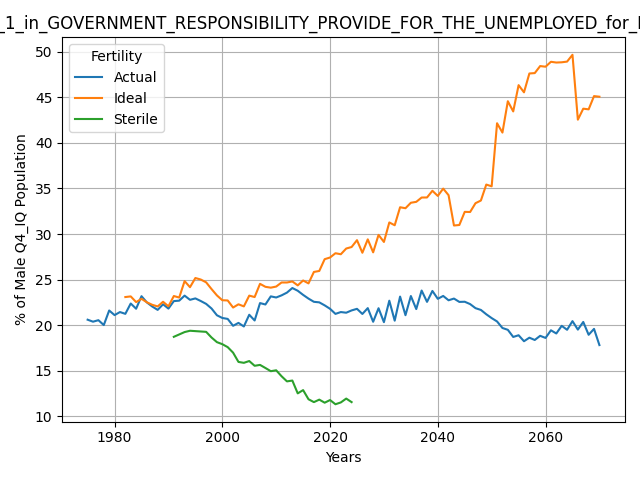 _1_in_GOVERNMENT_RESPONSIBILITY_PROVIDE_FOR_THE_UNEMPLOYED_for_
Fertility
Actual
Ideal
Sterile
% of Male Q4_IQ Population
50
45
40
35
30
25
20
15
10
1980 2000 2020 2040 2060
Years